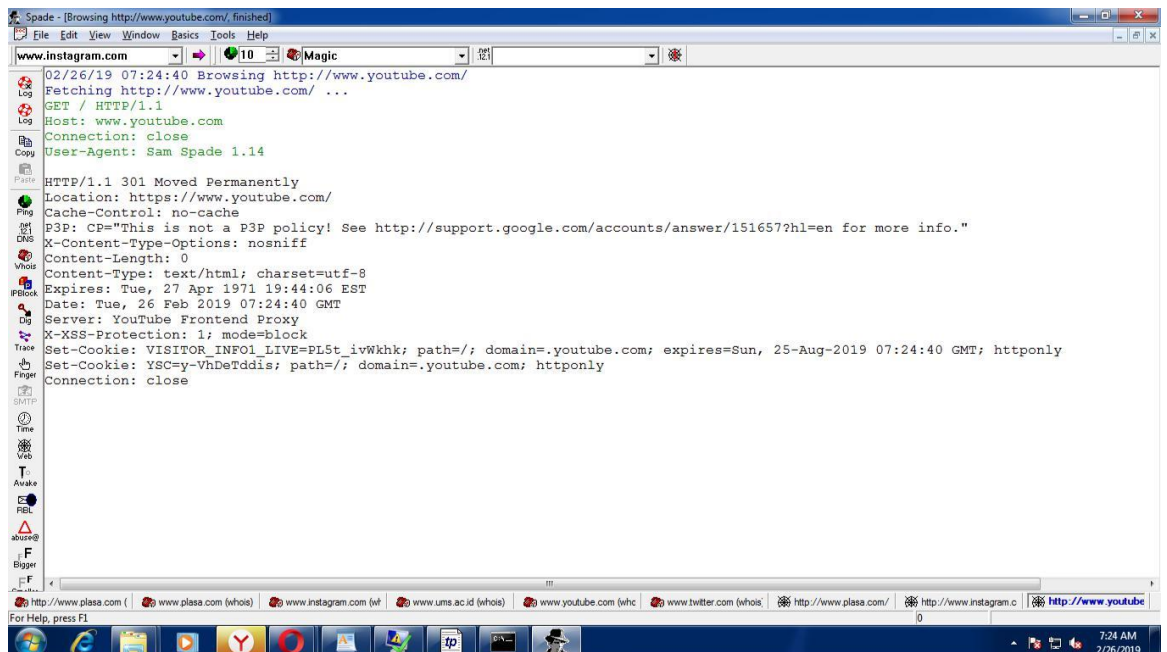 Spade - [Browsing http://www.youtube.com/, finished]
File Edit View Window Basics Tools Help
www.instagram.com 10 Magic .net .12.1
02/26/19 07:24:40 Browsing http://www.youtube.com/
Fetching http://www.youtube.com/ ...
GET / HTTP/1.1
Host: www.youtube.com
Connection: close
User-Agent: Sam Spade 1.14
HTTP/1.1 301 Moved Permanently
Location: https://www.youtube.com/
Cache-Control: no-cache
P3P: CP="This is not a P3P policy! See http://support.google.com/accounts/answer/151657?hl=en for more info."
X-Content-Type-Options: nosniff
Content-Length: 0
Content-Type: text/html; charset=utf-8
Expires: Tue, 27 Apr 1971 19:44:06 EST
Date: Tue, 26 Feb 2019 07:24:40 GMT
Server: YouTube Frontend Proxy
X-XSS-Protection: 1; mode=block
Set-Cookie: VISITOR_INFO1_LIVE=PL5t_ivWkhk; path=/; domain=.youtube.com; expires=Sun, 25-Aug-2019 07:24:40 GMT; httponly
Set-Cookie: YSC=y-VhDeTddis; path=/; domain=.youtube.com; httponly
Connection: close
Log
Log
Copy
Paste
Ping
.net
.12.1
DNS
Whois
IPBlock
Dig
Trace
Finger
SMTP
Time
Web
Awake
RBL
abuse@
Bigger
http://www.plasa.com ( www.plasa.com (whois) www.instagram.com (wh www.ums.ac.id (whois) www.youtube.com (whc www.twitter.com (whois) http://www.plasa.com/ http://www.instagram.c http://www.youtube
For Help, press F1 0
7:24 AM
2/26/2019